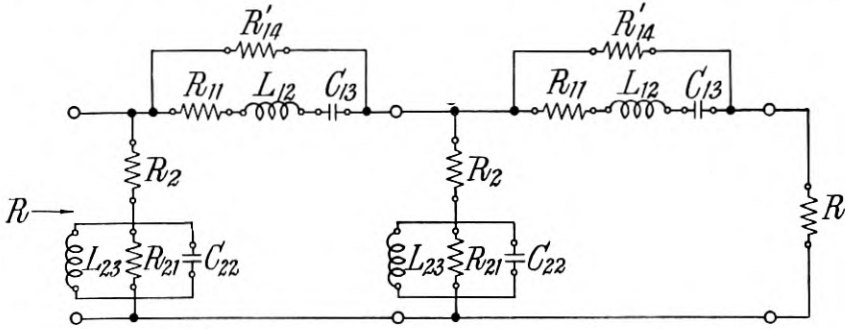 R'14 R'14
R11 L12 C13 R11 L12 C13
R2 R2
R R
L23 R21 C22 L23 R21 C22